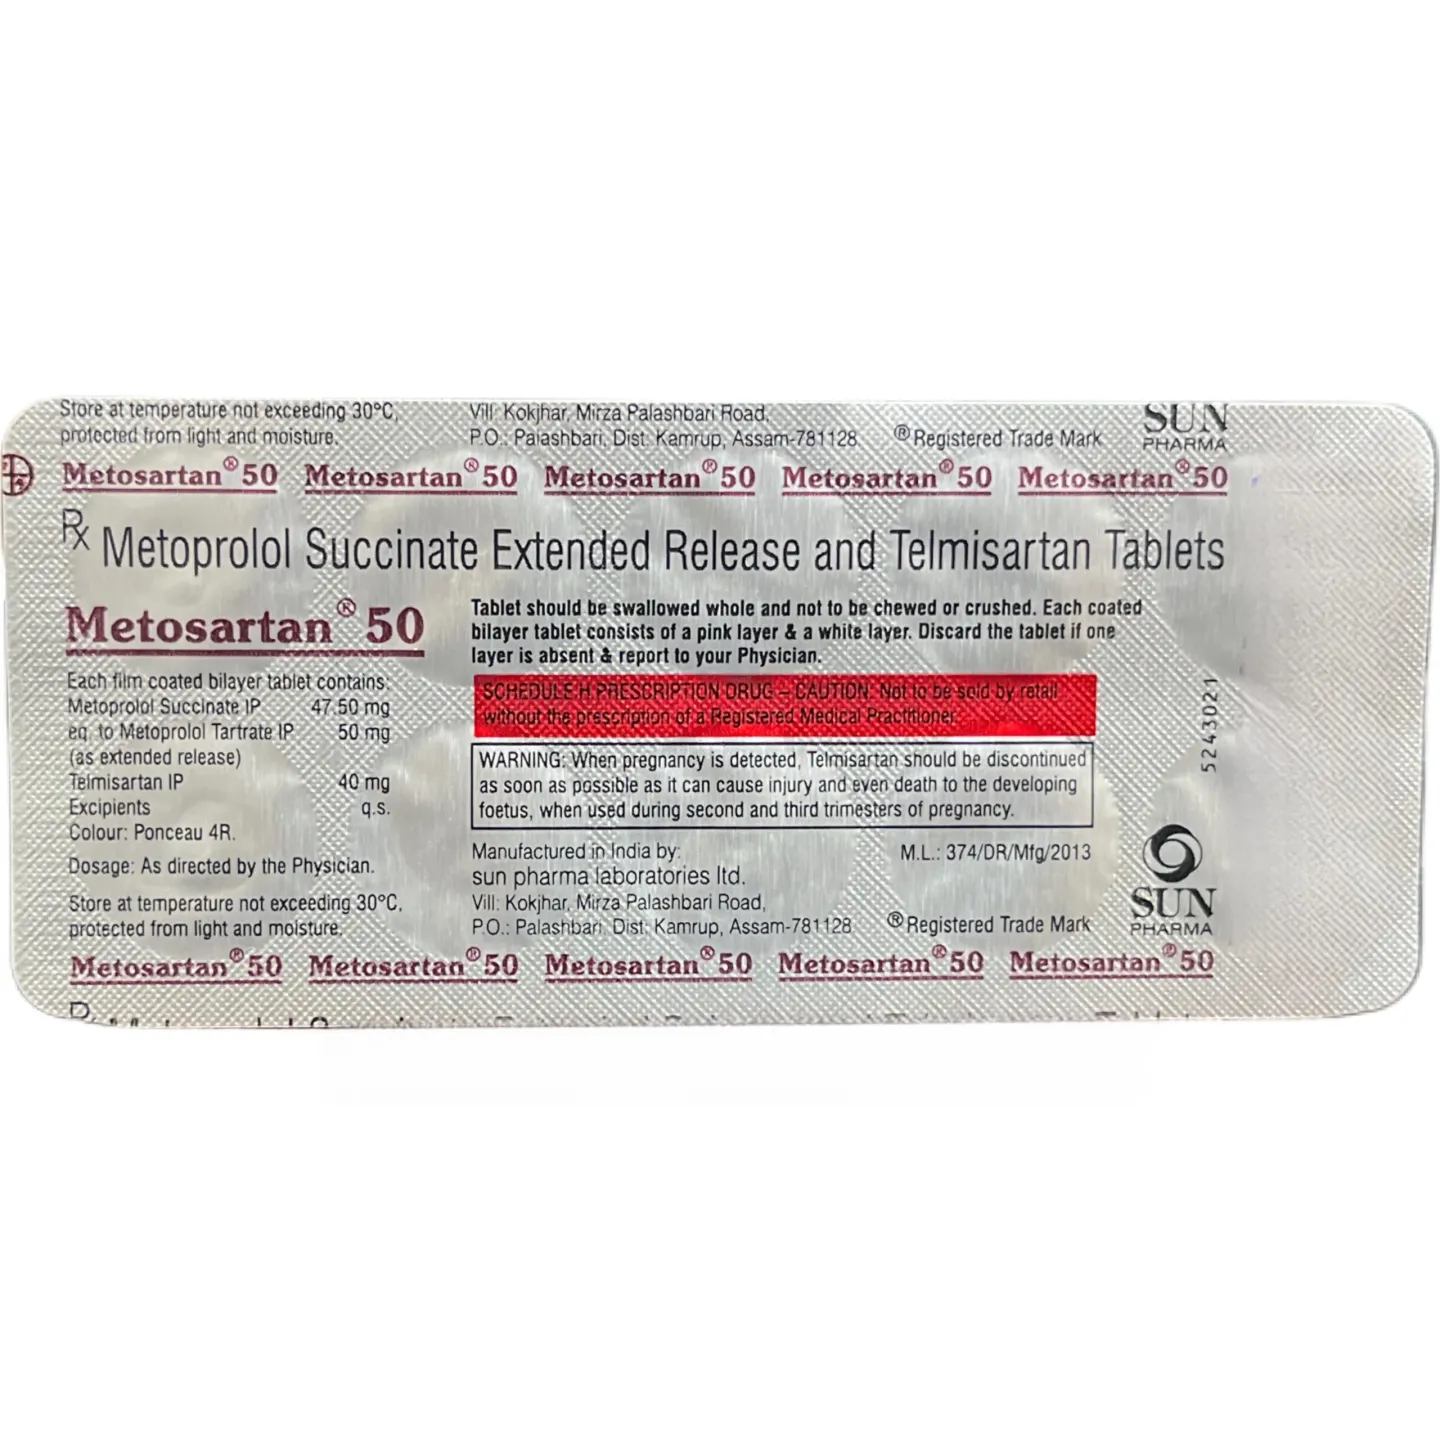 Store at temperature not exceeding 30°C,
protected from light and moisture.
Vill: Kokjhar, Mirza Palashbari Road,
P.O.: Palashbari, Dist: Kamrup, Assam-781128.
® Registered Trade Mark
SUN
PHARMA
Metosartan® 50 Metosartan® 50 Metosartan® 50 Metosartan® 50 Metosartan® 50
Rx Metoprolol Succinate Extended Release and Telmisartan Tablets
Metosartan® 50
Each film coated bilayer tablet contains:
Metoprolol Succinate IP 47.50 mg
eq. to Metoprolol Tartrate IP 50 mg
(as extended release)
Telmisartan IP 40 mg
Excipients q.s.
Colour: Ponceau 4R.
Dosage: As directed by the Physician.
Store at temperature not exceeding 30°C,
protected from light and moisture.
Tablet should be swallowed whole and not to be chewed or crushed. Each coated
bilayer tablet consists of a pink layer & a white layer. Discard the tablet if one
layer is absent & report to your Physician.
SCHEDULE H PRESCRIPTION DRUG – CAUTION: Not to be sold by retail
without the prescription of a Registered Medical Practitioner.
WARNING: When pregnancy is detected, Telmisartan should be discontinued
as soon as possible as it can cause injury and even death to the developing
foetus, when used during second and third trimesters of pregnancy.
Manufactured in India by:
sun pharma laboratories ltd.
Vill: Kokjhar, Mirza Palashbari Road,
P.O.: Palashbari, Dist: Kamrup, Assam-781128.
M.L.: 374/DR/Mfg/2013
® Registered Trade Mark
5243021
SUN
PHARMA
Metosartan® 50 Metosartan® 50 Metosartan® 50 Metosartan® 50 Metosartan® 50